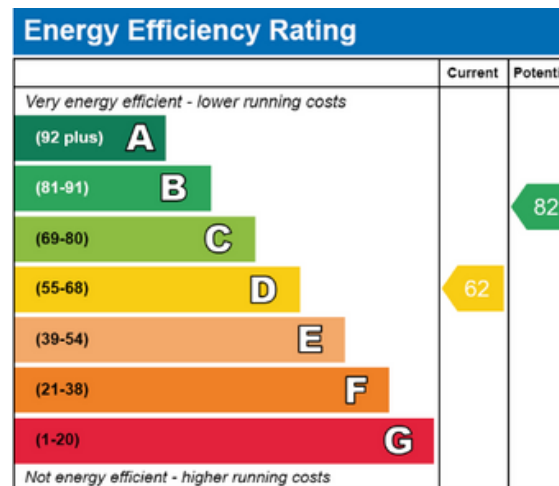 Energy Efficiency Rating
Current Potenti
Very energy efficient - lower running costs
(92 plus) A
(81-91) B
82
(69-80) C
(55-68) D
62
(39-54) E
(21-38) F
(1-20) G
Not energy efficient - higher running costs